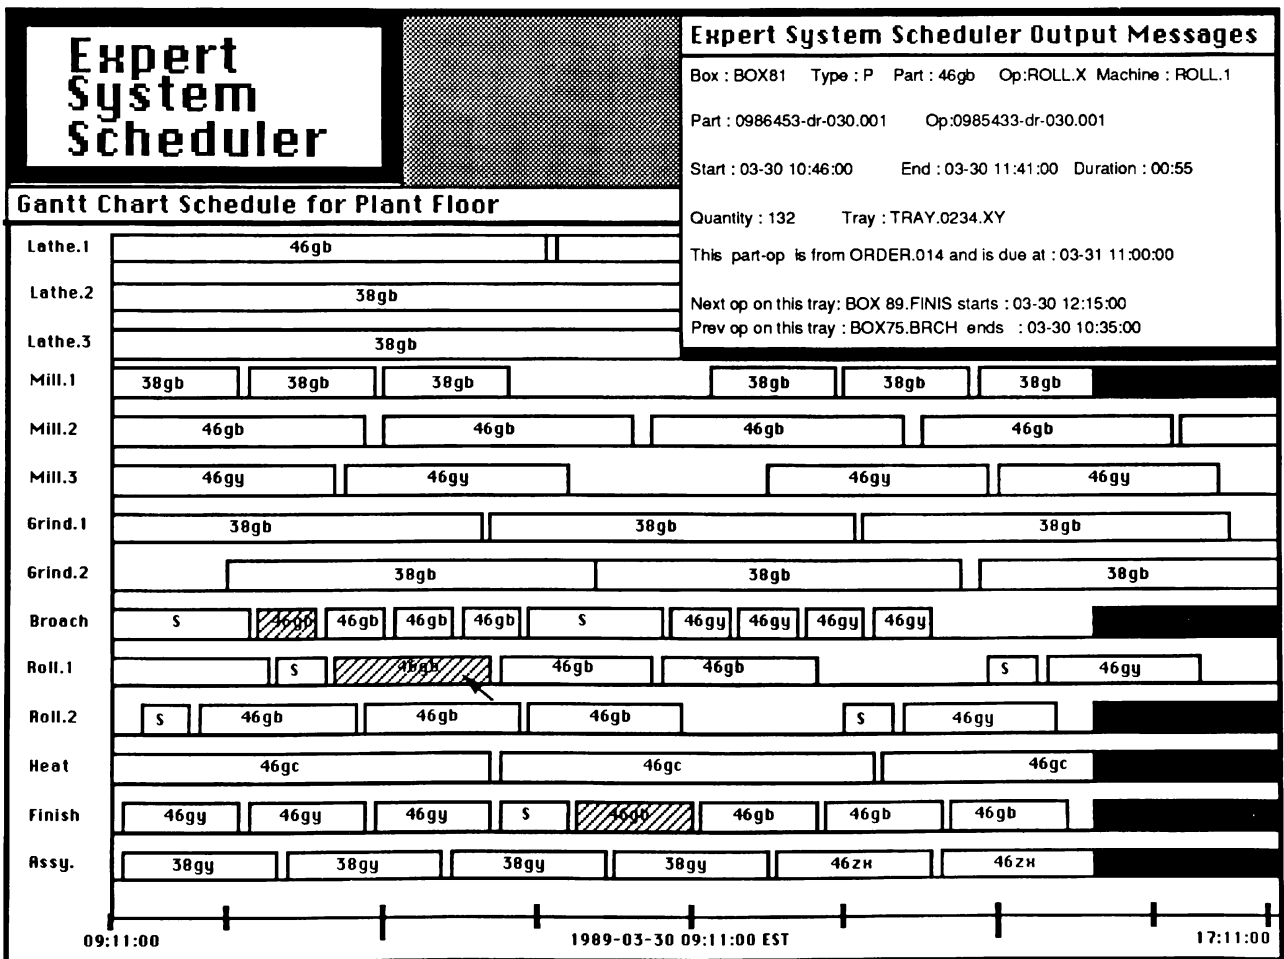 Expert
System
Scheduler
Expert System Scheduler Output Messages
Box : BOX81 Type : P Part : 46gb Op:ROLL.X Machine : ROLL.1
Part : 0986453-dr-030.001 Op:0985433-dr-030.001
Start : 03-30 10:46:00 End : 03-30 11:41:00 Duration : 00:55
Quantity : 132 Tray : TRAY.0234.XY
This part-op is from ORDER.014 and is due at : 03-31 11:00:00
Next op on this tray: BOX 89.FINIS starts : 03-30 12:15:00
Prev op on this tray : BOX75.BRCH ends : 03-30 10:35:00
Gantt Chart Schedule for Plant Floor
Lathe.1 46gb
Lathe.2 38gb
Lathe.3 38gb
Mill.1 38gb 38gb 38gb 38gb 38gb 38gb
Mill.2 46gb 46gb 46gb 46gb
Mill.3 46gy 46gy 46gy 46gy
Grind.1 38gb 38gb 38gb
Grind.2 38gb 38gb 38gb
Broach S 46gb 46gb 46gb 46gb S 46gy 46gy 46gy 46gy
Roll.1 S 46gb 46gb 46gb S 46gy
Roll.2 S 46gb 46gb 46gb S 46gy
Heat 46gc 46gc 46gc
Finish 46gy 46gy 46gy S 46gb 46gb 46gb 46gb
Assy. 38gy 38gy 38gy 38gy 46zx 46zx
09:11:00 1989-03-30 09:11:00 EST 17:11:00